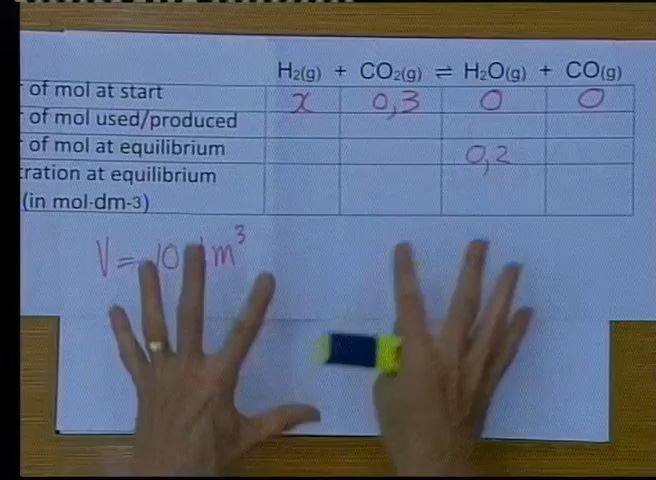 H₂(g) + CO₂(g) ⇌ H₂O(g) + CO(g)
of mol at start x 0,3 0 0
of mol used/produced
of mol at equilibrium 0,2
ration at equilibrium
(in mol·dm-3)
V = 10 m³